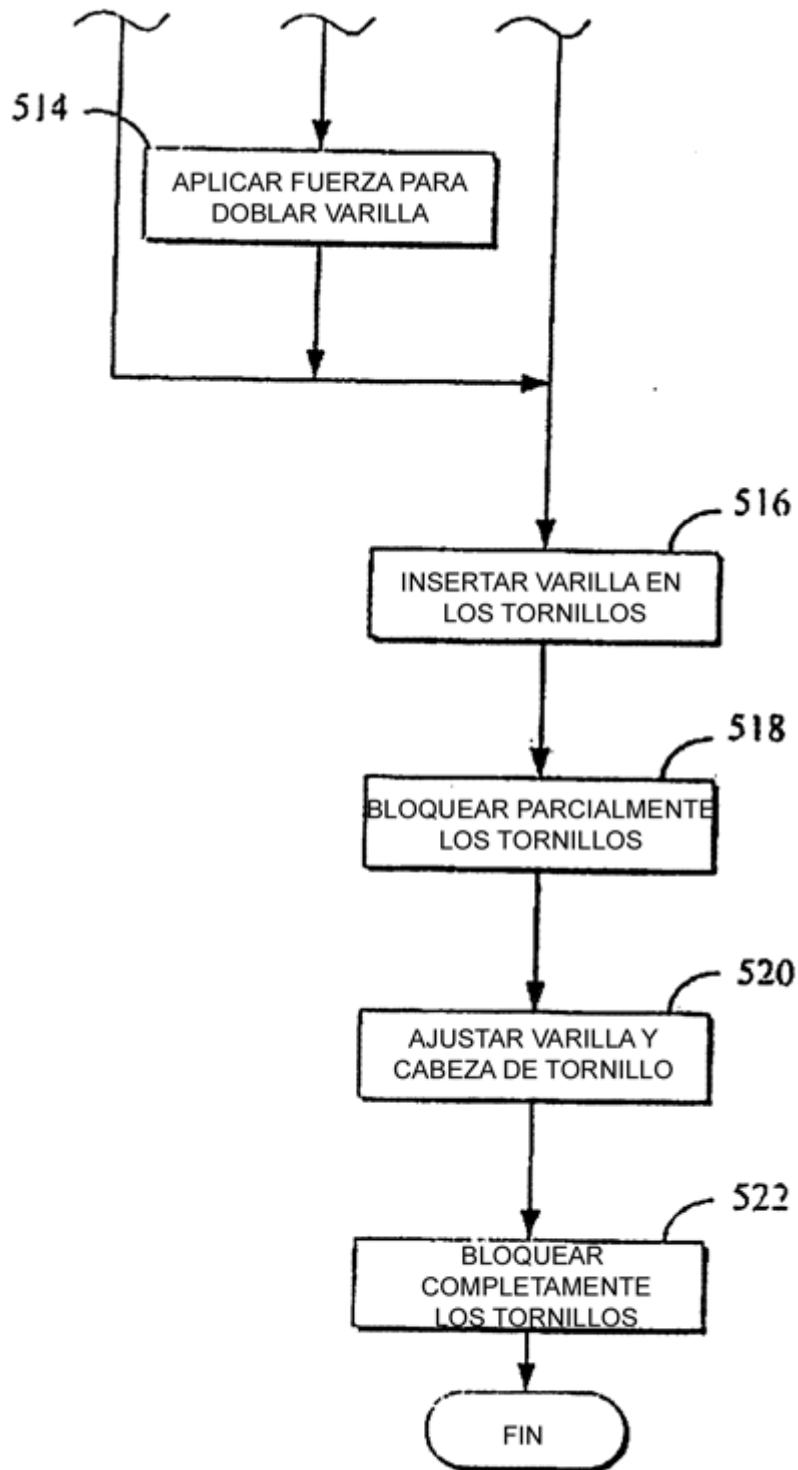 514
APLICAR FUERZA PARA
DOBLAR VARILLA
516
INSERTAR VARILLA EN
LOS TORNILLOS
518
BLOQUEAR PARCIALMENTE
LOS TORNILLOS
520
AJUSTAR VARILLA Y
CABEZA DE TORNILLO
522
BLOQUEAR
COMPLETAMENTE
LOS TORNILLOS
FIN